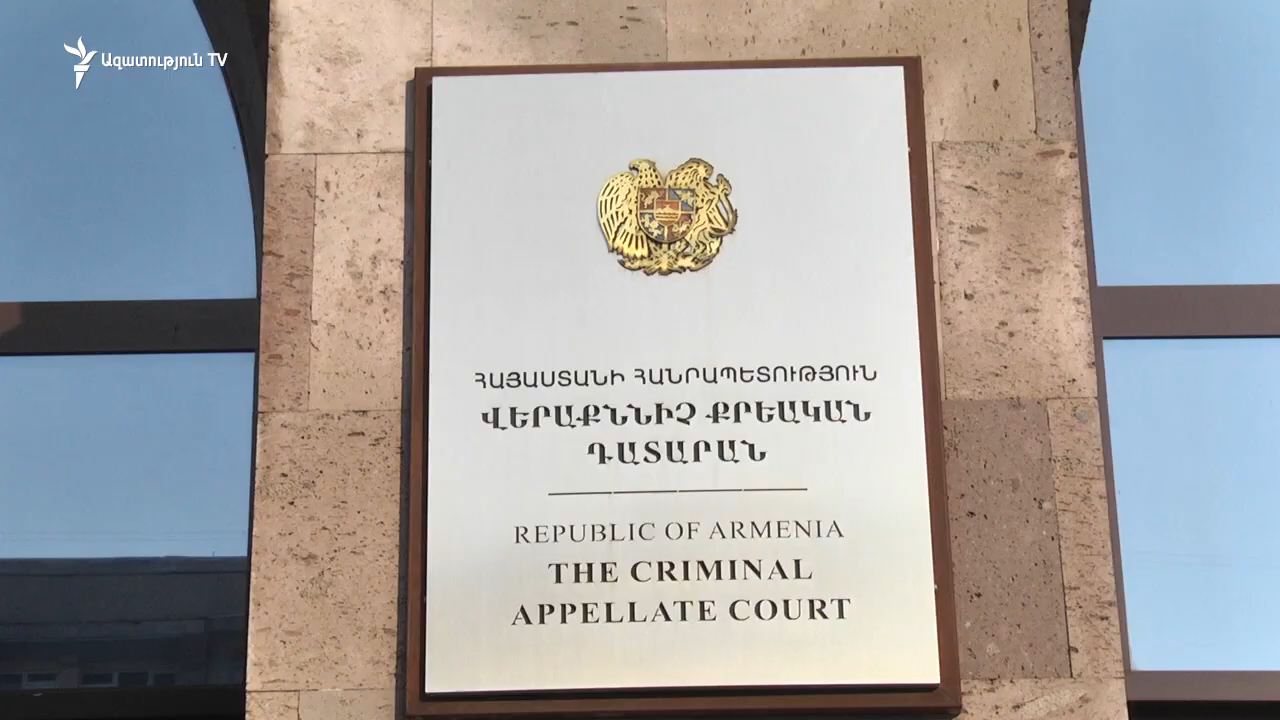 Ազատություն TV
ՀԱՅԱՍՏԱՆԻ ՀԱՆՐԱՊԵՏՈՒԹՅՈՒՆ
ՎԵՐԱՔՆՆԻՉ ՔՐԵԱԿԱՆ
ԴԱՏԱՐԱՆ
REPUBLIC OF ARMENIA
THE CRIMINAL
APPELLATE COURT